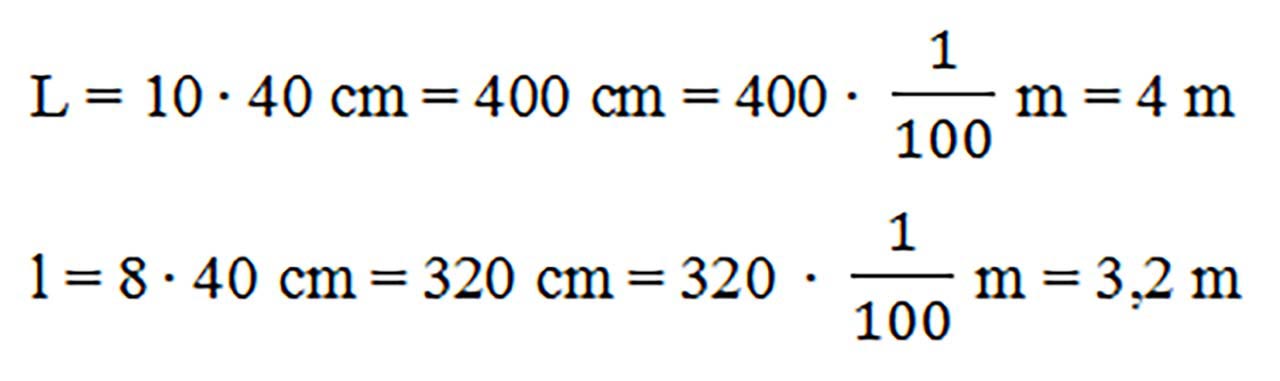 L = 10 · 40 cm = 400 cm = 400 · 1/100 m = 4 m
l = 8 · 40 cm = 320 cm = 320 · 1/100 m = 3,2 m